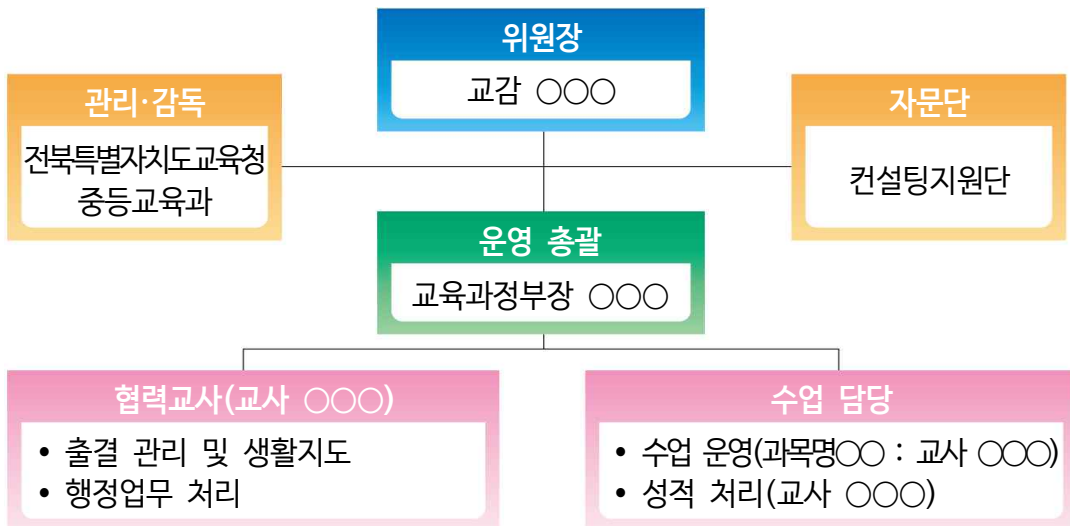 위원장
교감 ○○○
관리·감독
전북특별자치도교육청
중등교육과
자문단
컨설팅지원단
운영 총괄
교육과정부장 ○○○
협력교사(교사 ○○○)
• 출결 관리 및 생활지도
• 행정업무 처리
수업 담당
• 수업 운영(과목명○○ : 교사 ○○○)
• 성적 처리(교사 ○○○)